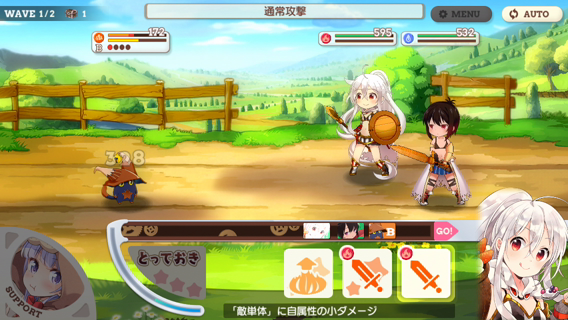 WAVE 1/2 1
通常攻撃
MENU
AUTO
172
B
595
532
328
B
GO!
とっておき
SUPPORT
「敵単体」に自属性の小ダメージ